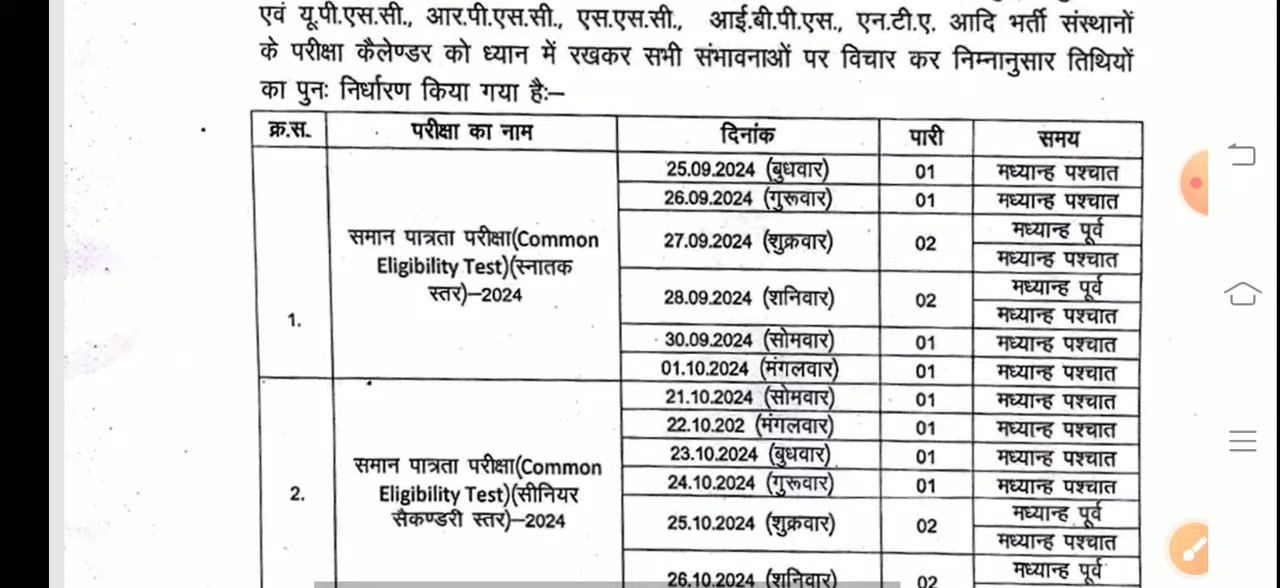 एवं यू.पी.एस.सी., आर.पी.एस.सी., एस.एस.सी., आई.बी.पी.एस., एन.टी.ए. आदि भर्ती संस्थानों
के परीक्षा कैलेण्डर को ध्यान में रखकर सभी संभावनाओं पर विचार कर निम्नानुसार तिथियों
का पुनः निर्धारण किया गया हैः–
क्र.स. परीक्षा का नाम दिनांक पारी समय
25.09.2024 (बुधवार) 01 मध्यान्ह पश्चात
26.09.2024 (गुरूवार) 01 मध्यान्ह पश्चात
1. समान पात्रता परीक्षा(Common
Eligibility Test)(स्नातक
स्तर)–2024
27.09.2024 (शुक्रवार) 02 मध्यान्ह पूर्व
मध्यान्ह पश्चात
28.09.2024 (शनिवार) 02 मध्यान्ह पूर्व
मध्यान्ह पश्चात
30.09.2024 (सोमवार) 01 मध्यान्ह पश्चात
01.10.2024 (मंगलवार) 01 मध्यान्ह पश्चात
21.10.2024 (सोमवार) 01 मध्यान्ह पश्चात
22.10.202 (मंगलवार) 01 मध्यान्ह पश्चात
23.10.2024 (बुधवार) 01 मध्यान्ह पश्चात
2. समान पात्रता परीक्षा(Common
Eligibility Test)(सीनियर
सैकण्डरी स्तर)–2024
24.10.2024 (गुरूवार) 01 मध्यान्ह पश्चात
25.10.2024 (शुक्रवार) 02 मध्यान्ह पूर्व
मध्यान्ह पश्चात
26.10.2024 (शनिवार) 02 मध्यान्ह पूर्व